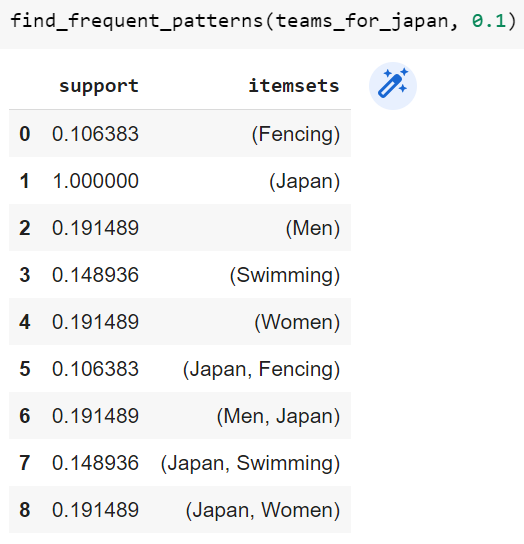 find_frequent_patterns(teams_for_japan, 0.1)
support itemsets
0 0.106383 (Fencing)
1 1.000000 (Japan)
2 0.191489 (Men)
3 0.148936 (Swimming)
4 0.191489 (Women)
5 0.106383 (Japan, Fencing)
6 0.191489 (Men, Japan)
7 0.148936 (Japan, Swimming)
8 0.191489 (Japan, Women)